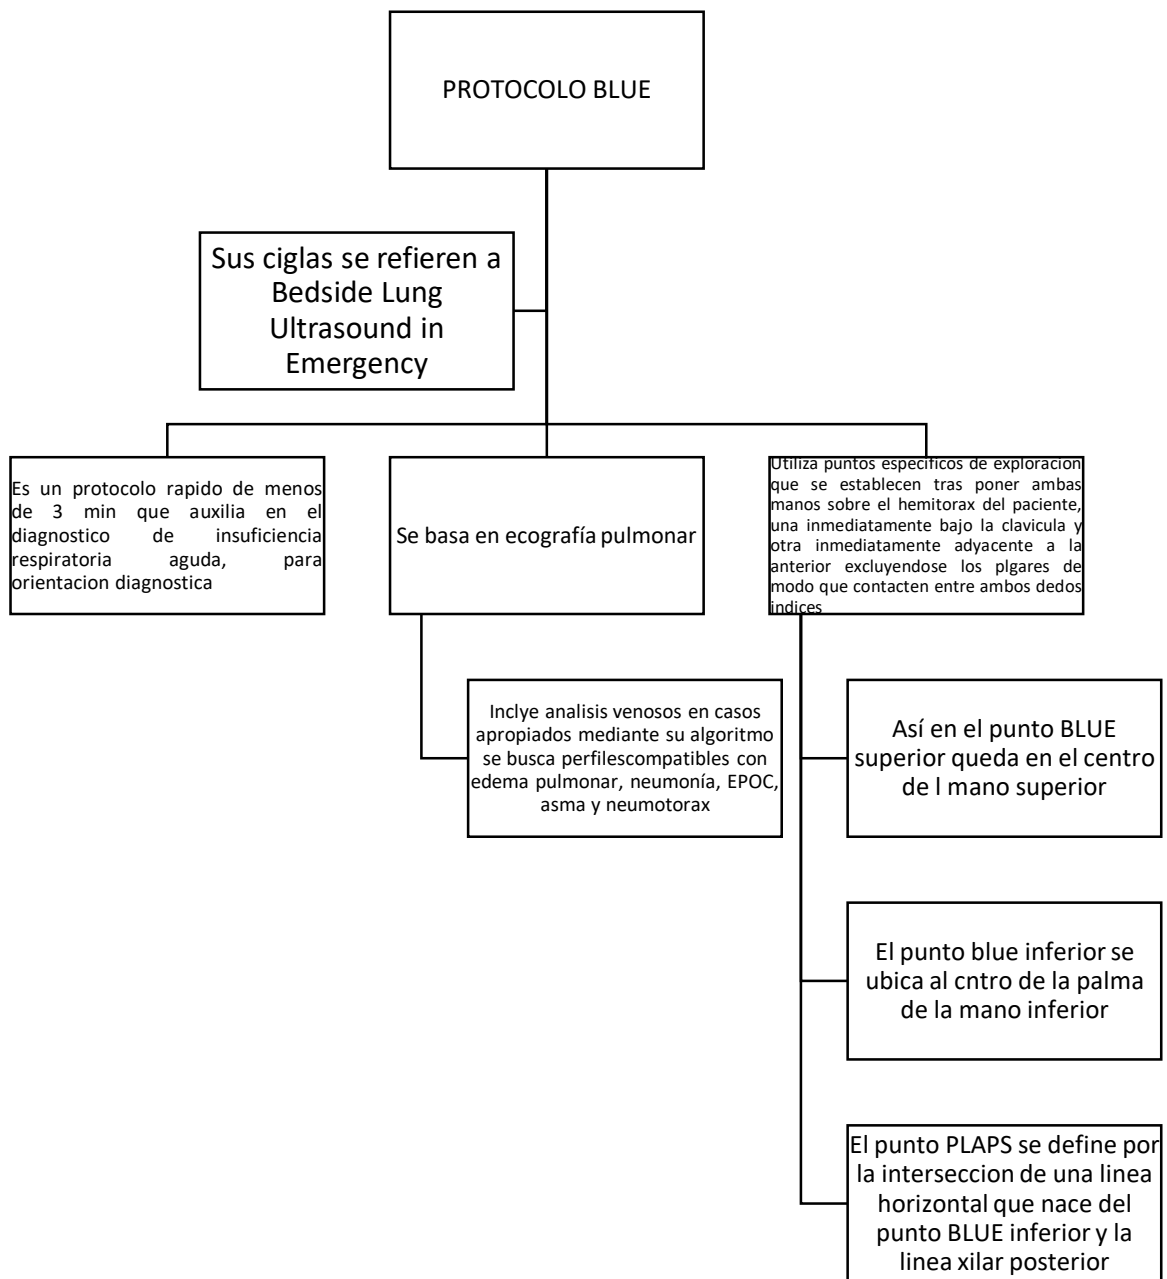 PROTOCOLO BLUE
Sus ciglas se refieren a
Bedside Lung
Ultrasound in
Emergency
Es un protocolo rapido de menos
de 3 min que auxilia en el
diagnostico de insuficiencia
respiratoria aguda, para
orientacion diagnostica
Se basa en ecografía pulmonar
Utiliza puntos especificos de exploracion
que se establecen tras poner ambas
manos sobre el hemitorax del paciente,
una inmediatamente bajo la clavicula y
otra inmediatamente adyacente a la
anterior excluyendose los plgares de
modo que contacten entre ambos dedos
indices
Inclye analisis venosos en casos
apropiados mediante su algoritmo
se busca perfilescompatibles con
edema pulmonar, neumonía, EPOC,
asma y neumotorax
Así en el punto BLUE
superior queda en el centro
de l mano superior
El punto blue inferior se
ubica al cntro de la palma
de la mano inferior
El punto PLAPS se define por
la interseccion de una linea
horizontal que nace del
punto BLUE inferior y la
linea xilar posterior